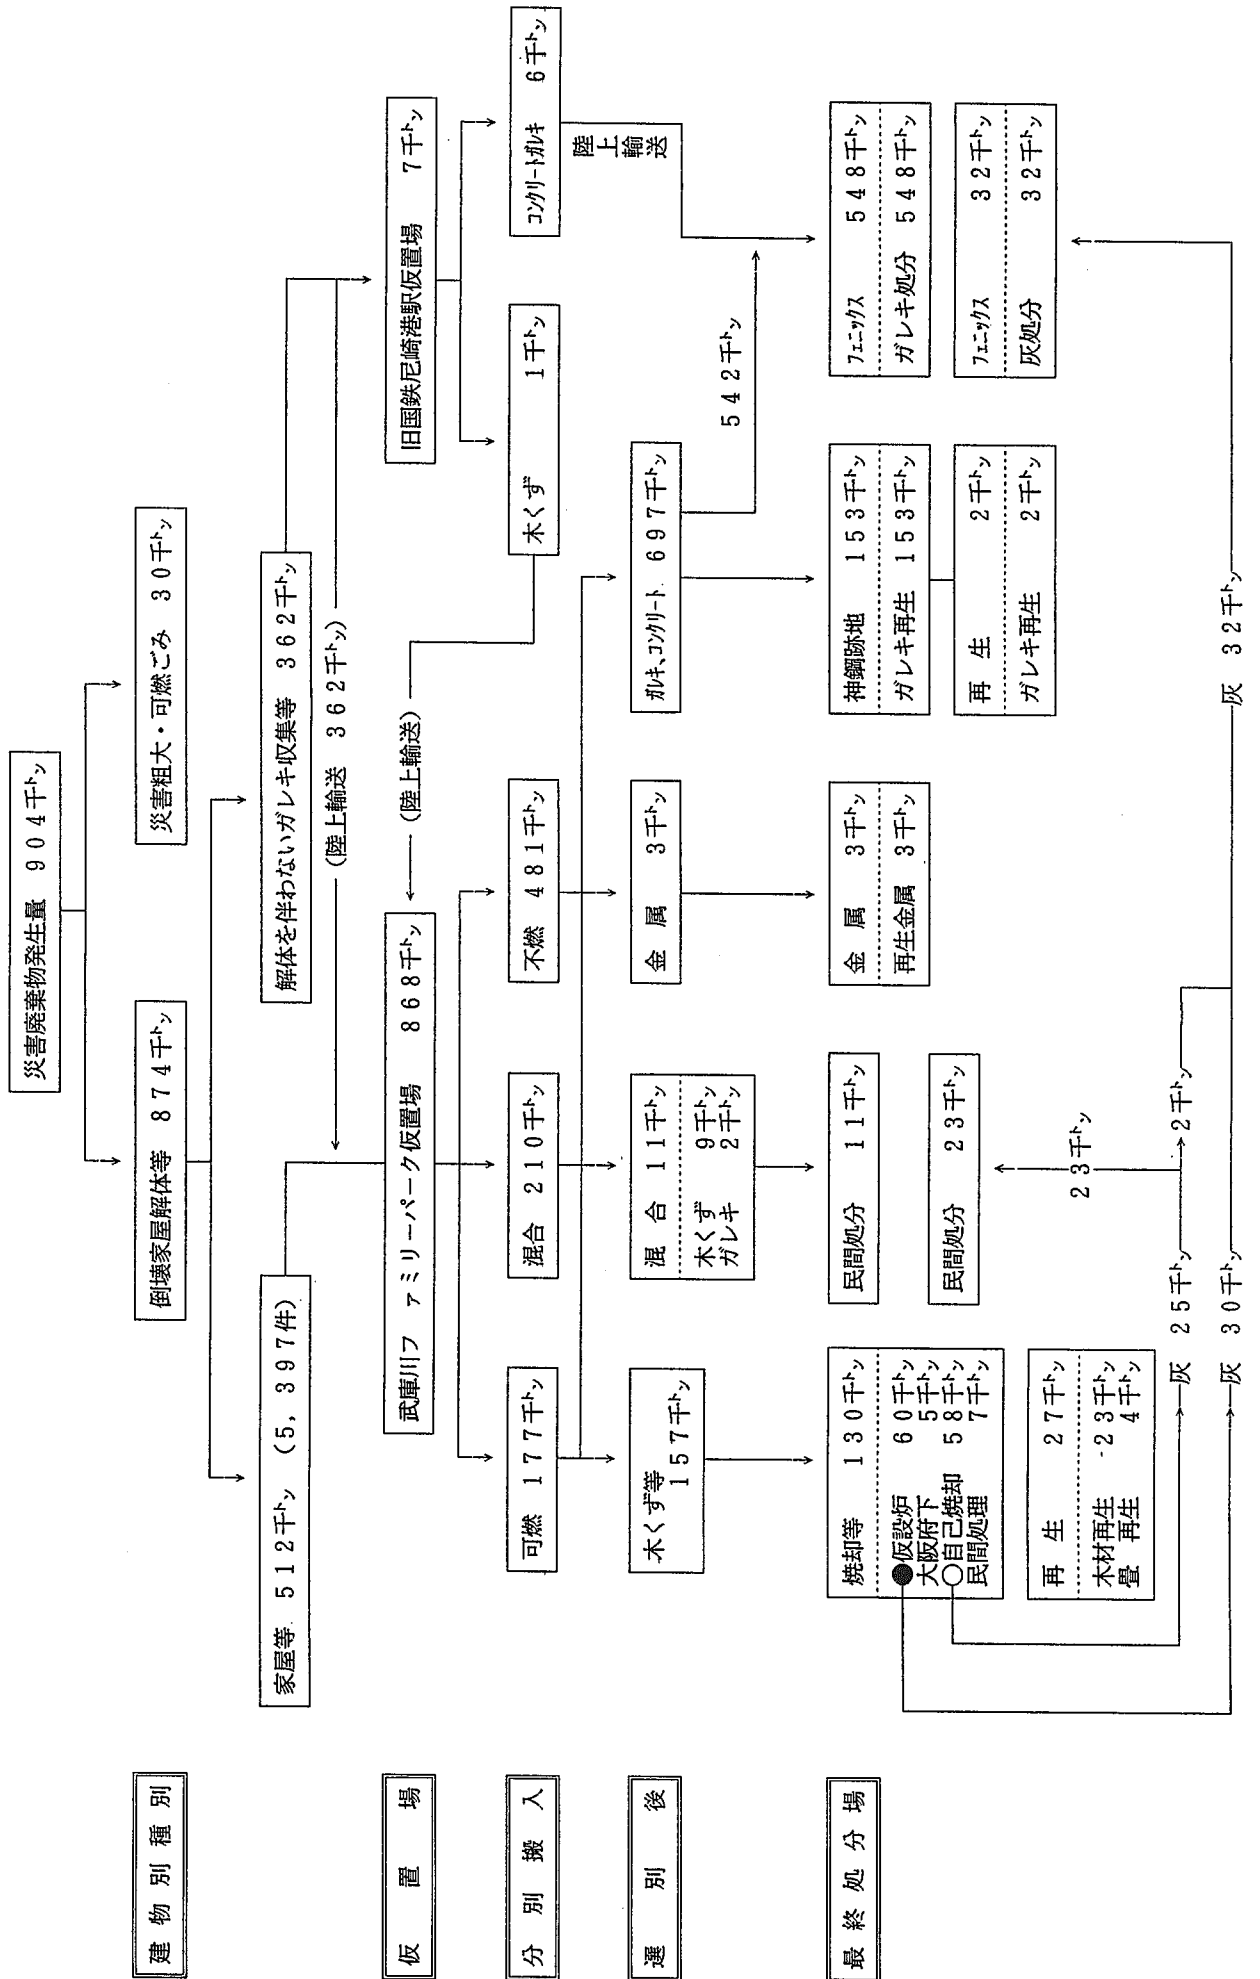 災害廃棄物発生量 904千トン
建物別種別
倒壊家屋解体等 874千トン
災害粗大・可燃ごみ 30千トン
家屋等 512千トン (5,397件)
解体を伴わないガレキ収集等 362千トン
(陸上輸送 362千トン)
仮置場
武庫川ファミリーパーク仮置場 868千トン
旧国鉄尼崎港駅仮置場 7千トン
(陸上輸送)
分別搬入
可燃 177千トン
混合 210千トン
不燃 481千トン
木くず 1千トン
コンクリートガレキ 6千トン
陸上輸送
選別後
木くず等
157千トン
混合 11千トン
木くず 9千トン
ガレキ 2千トン
金属 3千トン
ガレキ、コンクリート 697千トン
542千トン
最終処分場
焼却等 130千トン
●仮設炉 60千トン
大阪府下 5千トン
○自己焼却 58千トン
民間処理 7千トン
民間処分 11千トン
金属 3千トン
再生金属 3千トン
神鋼跡地 153千トン
ガレキ再生 153千トン
フェニックス 548千トン
ガレキ処分 548千トン
民間処分 23千トン
再生 2千トン
ガレキ再生 2千トン
フェニックス 32千トン
灰処分 32千トン
再生 27千トン
木材再生 23千トン
畳再生 4千トン
23千トン
灰 25千トン
2千トン
灰 30千トン
灰 32千トン